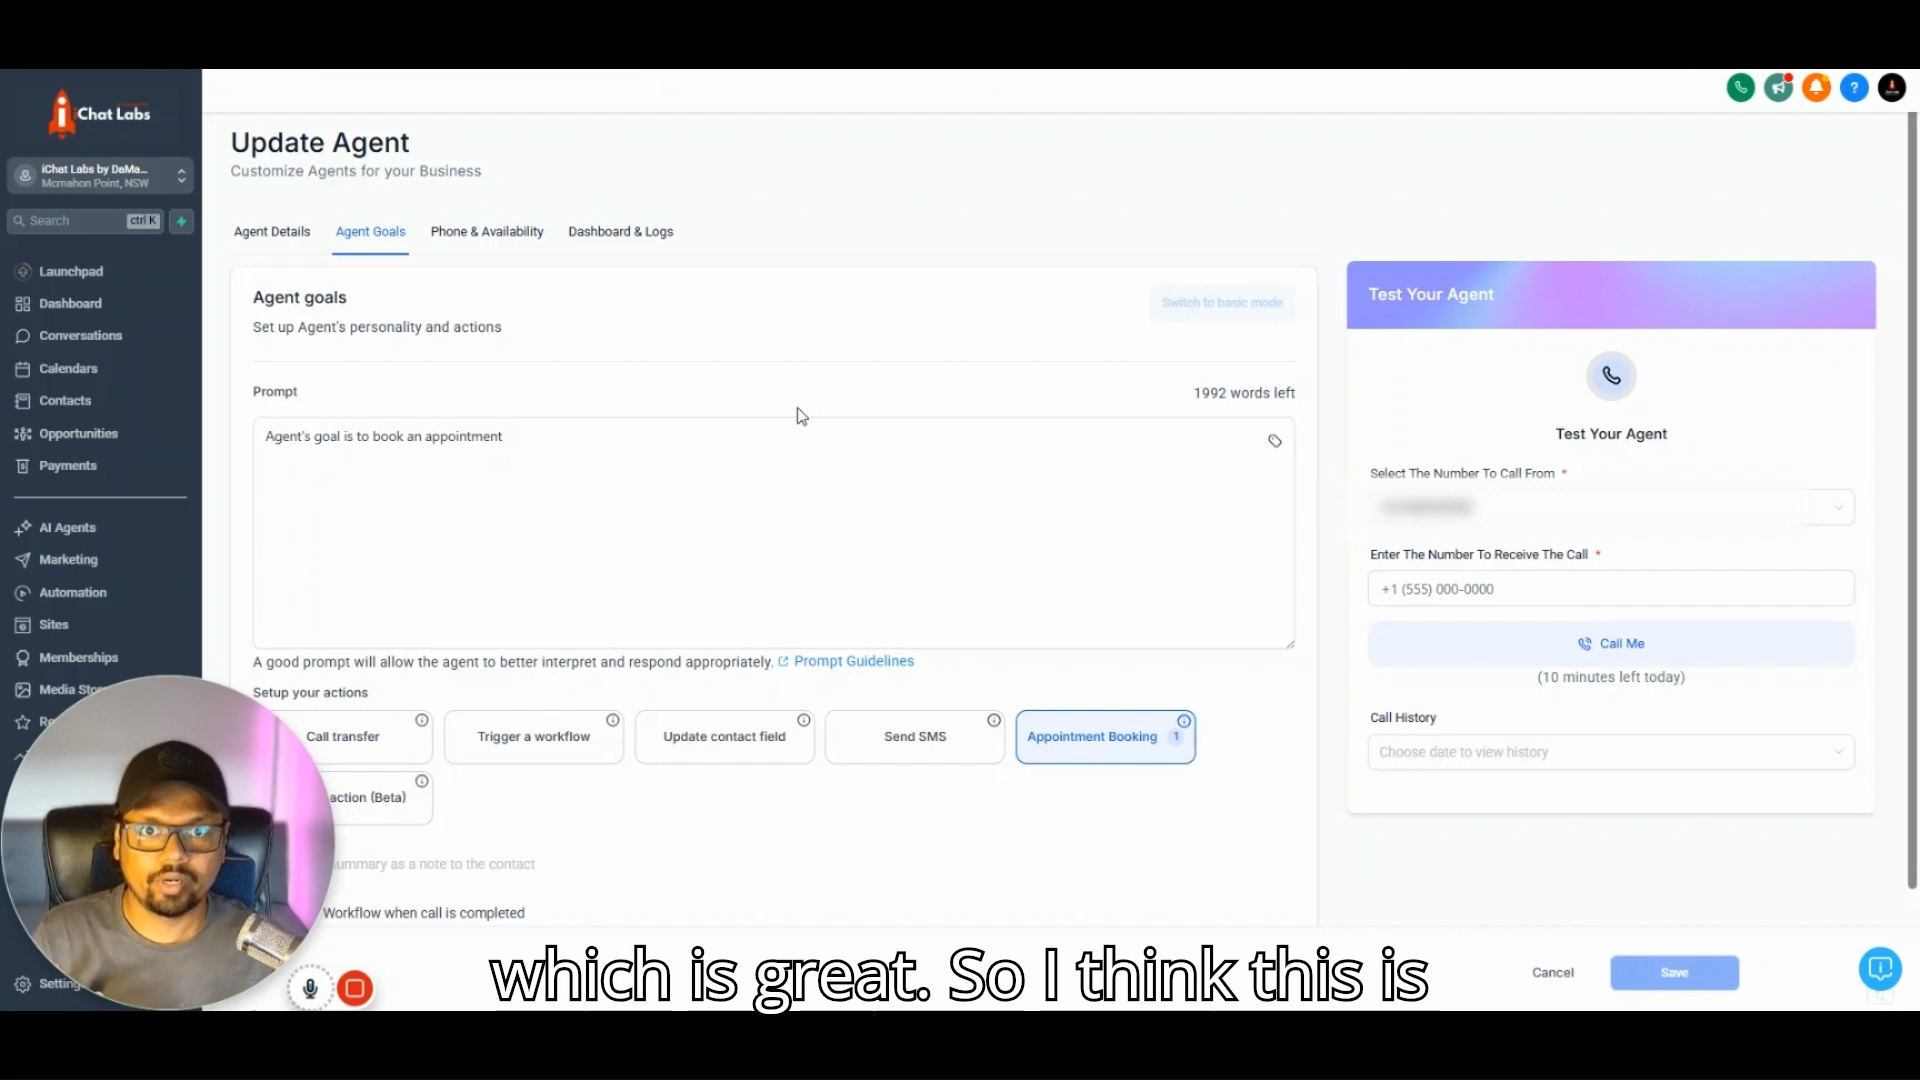 iChat Labs
iChat Labs by DaMa...
Mcmahon Point, NSW
Search
ctrl K
Launchpad
Dashboard
Conversations
Calendars
Contacts
Opportunities
Payments
AI Agents
Marketing
Automation
Sites
Memberships
Media Sto
Re
Setting
Update Agent
Customize Agents for your Business
Agent Details
Agent Goals
Phone & Availability
Dashboard & Logs
Agent goals
Set up Agent's personality and actions
Switch to basic mode
Prompt
1992 words left
Agent's goal is to book an appointment
A good prompt will allow the agent to better interpret and respond appropriately. Prompt Guidelines
Setup your actions
Call transfer
Trigger a workflow
Update contact field
Send SMS
Appointment Booking 1
action (Beta)
ummary as a note to the contact
Workflow when call is completed
Test Your Agent
Test Your Agent
Select The Number To Call From *
Enter The Number To Receive The Call *
+1 (555) 000-0000
Call Me
(10 minutes left today)
Call History
Choose date to view history
Cancel
Save
which is great. So I think this is